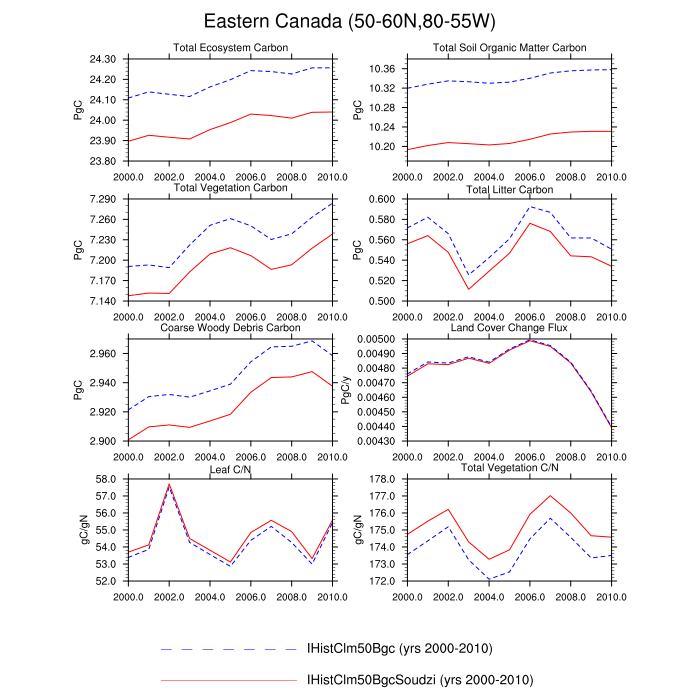 Eastern Canada (50-60N,80-55W)
Total Ecosystem Carbon
24.30
24.20
24.10
24.00
23.90
23.80
PgC
2000.0 2002.0 2004.0 2006.0 2008.0 2010.0
Total Soil Organic Matter Carbon
10.36
10.32
10.28
10.24
10.20
PgC
2000.0 2002.0 2004.0 2006.0 2008.0 2010.0
Total Vegetation Carbon
7.290
7.260
7.230
7.200
7.170
7.140
PgC
2000.0 2002.0 2004.0 2006.0 2008.0 2010.0
Total Litter Carbon
0.600
0.580
0.560
0.540
0.520
0.500
PgC
2000.0 2002.0 2004.0 2006.0 2008.0 2010.0
Coarse Woody Debris Carbon
2.960
2.940
2.920
2.900
PgC
2000.0 2002.0 2004.0 2006.0 2008.0 2010.0
Land Cover Change Flux
0.00500
0.00490
0.00480
0.00470
0.00460
0.00450
0.00440
0.00430
PgC/y
2000.0 2002.0 2004.0 2006.0 2008.0 2010.0
Leaf C/N
58.0
57.0
56.0
55.0
54.0
53.0
52.0
gC/gN
2000.0 2002.0 2004.0 2006.0 2008.0 2010.0
Total Vegetation C/N
178.0
177.0
176.0
175.0
174.0
173.0
172.0
gC/gN
2000.0 2002.0 2004.0 2006.0 2008.0 2010.0
IHistClm50Bgc (yrs 2000-2010)
IHistClm50BgcSoudzi (yrs 2000-2010)